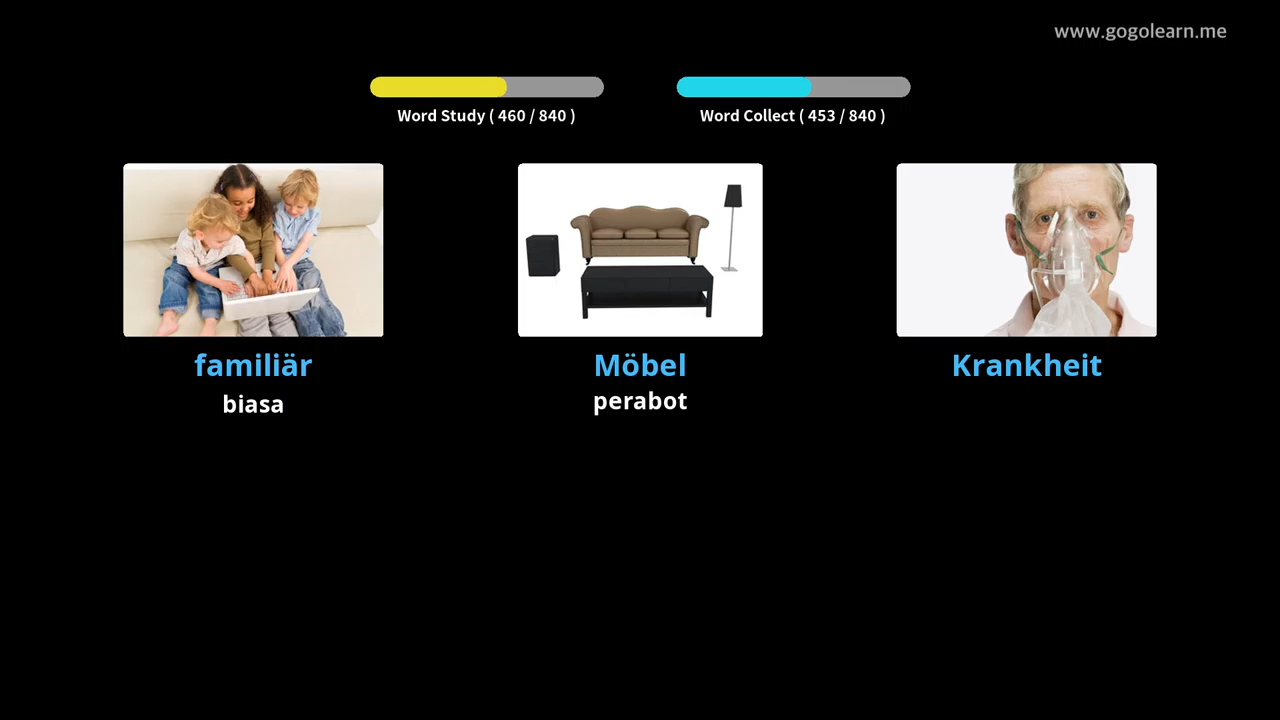 www.gogolearn.me
Word Study ( 460 / 840 )
Word Collect ( 453 / 840 )
familiär
biasa
Möbel
perabot
Krankheit